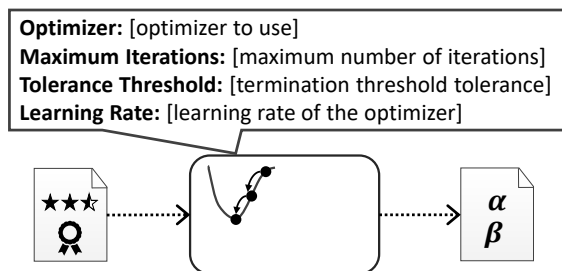 Optimizer: [optimizer to use]
Maximum Iterations: [maximum number of iterations]
Tolerance Threshold: [termination threshold tolerance]
Learning Rate: [learning rate of the optimizer]
α
β